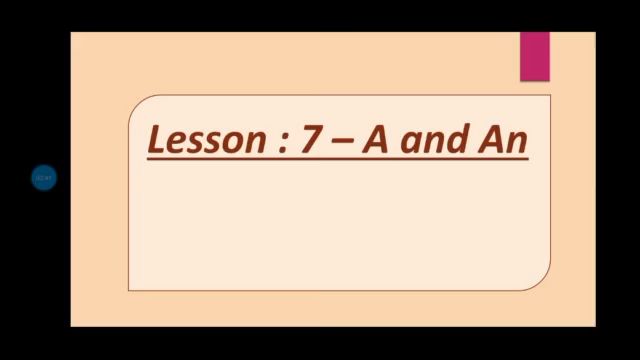 Lesson : 7 – A and An